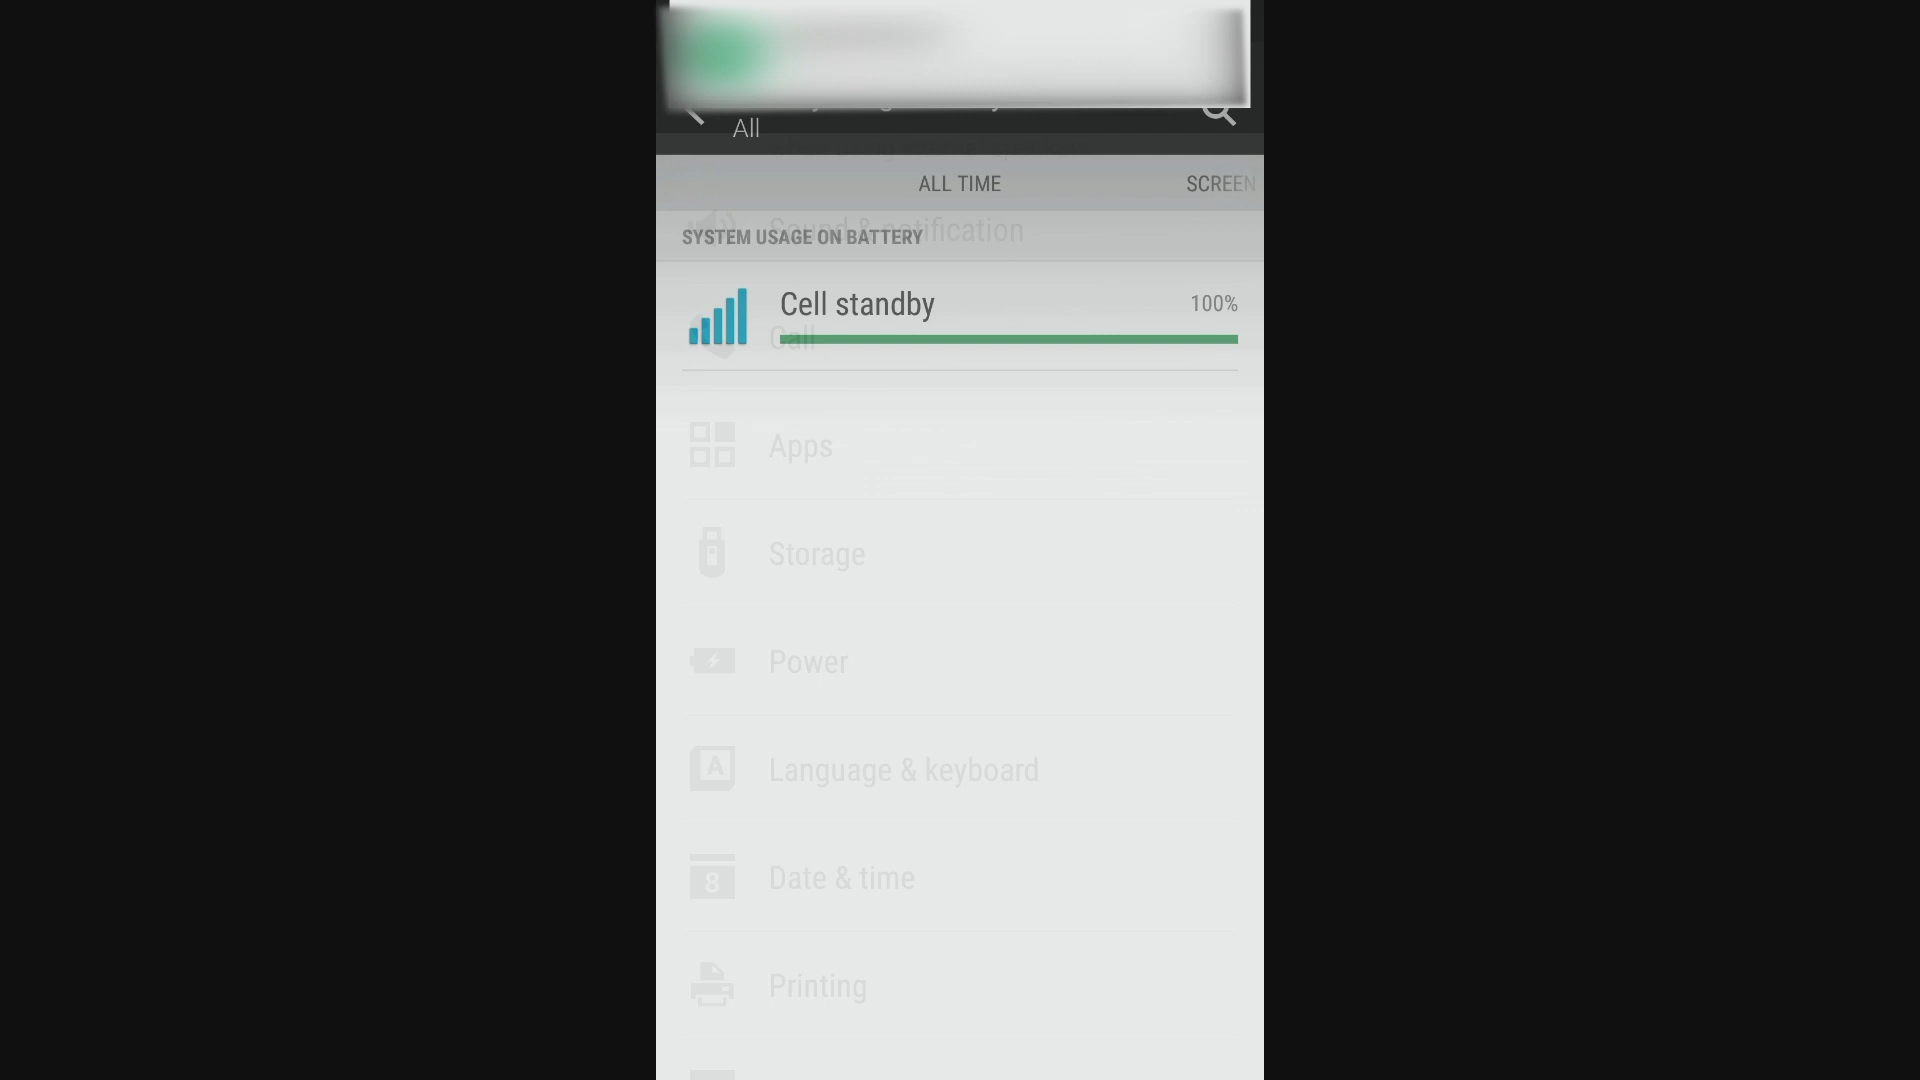 All
ALL TIME
SCREEN
Sound & notification
SYSTEM USAGE ON BATTERY
Cell standby
100%
Call
Apps
Storage
Power
Language & keyboard
Date & time
Printing